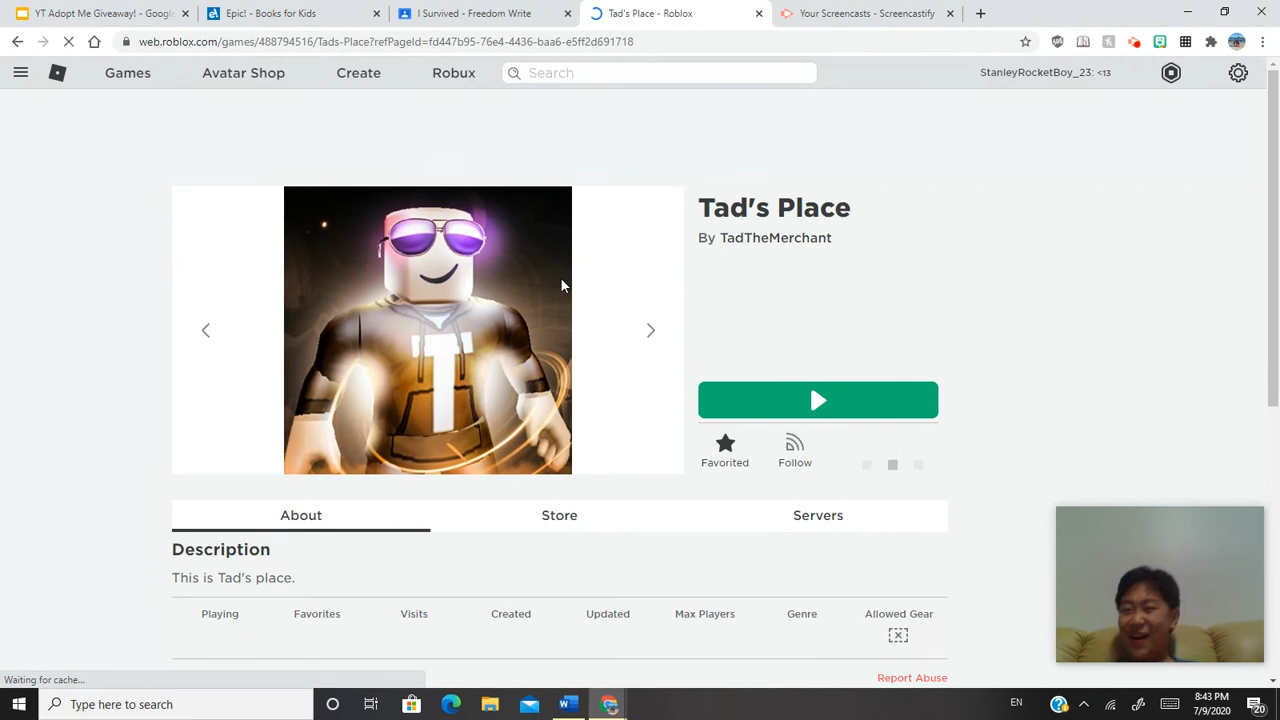 YT Adopt Me! Giveaway! - Google
Epic! - Books for Kids
I Survived - Freedom Write
Tad's Place - Roblox
Your Screencasts - Screencastify
web.roblox.com/games/488794516/Tads-Place?refPageId=fd447b95-76e4-4436-baa6-e5ff2d691718
Games
Avatar Shop
Create
Robux
Search
StanleyRocketBoy_23: <13
Tad's Place
By TadTheMerchant
T
Favorited
Follow
About
Store
Servers
Description
This is Tad's place.
Playing
Favorites
Visits
Created
Updated
Max Players
Genre
Allowed Gear
Report Abuse
Waiting for cache...
Type here to search
EN
8:43 PM
7/9/2020
20